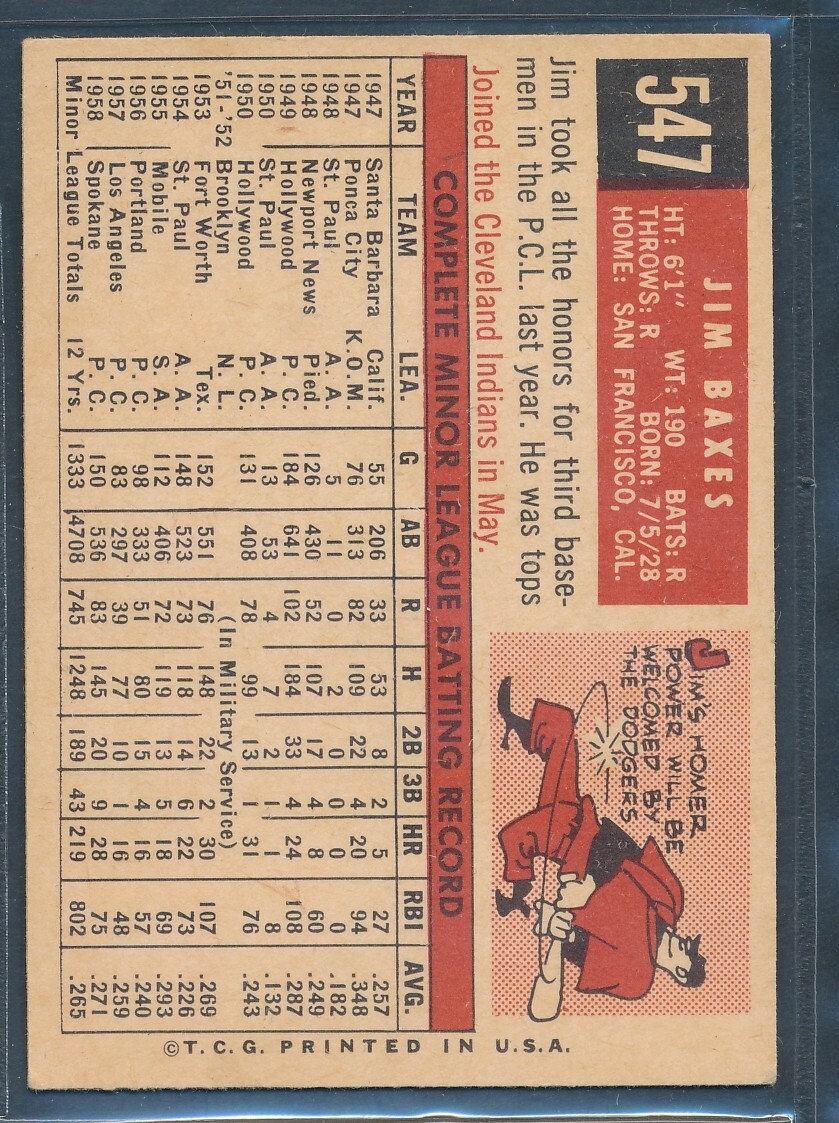 547
JIM BAXES
HT: 6'1" WT: 190 BATS: R
THROWS: R BORN: 7/5/28
HOME: SAN FRANCISCO, CAL.
Jim took all the honors for third base-
men in the P.C.L. last year. He was tops
Joined the Cleveland Indians in May.
JIM'S HOMER
POWER WILL BE
WELCOMED BY
THE DODGERS
COMPLETE MINOR LEAGUE BATTING RECORD
YEAR TEAM LEA. G AB R H 2B 3B HR RBI AVG.
1947 Santa Barbara Calif. 55 206 33 53 8 2 5 27 .257
1947 Ponca City K.O.M. 76 313 82 109 22 4 20 94 .348
1948 St. Paul A. A. 5 11 0 2 0 0 0 0 .182
1948 Newport News Pied. 126 430 52 107 17 4 8 60 .249
1949 Hollywood P. C. 184 641 102 184 33 4 24 108 .287
1950 St. Paul A. A. 13 53 4 7 2 1 1 8 .132
1950 Hollywood P. C. 131 408 78 99 13 1 31 76 .243
'51-'52 Brooklyn N. L. (In Military Service)
1953 Fort Worth Tex. 152 551 76 148 22 2 30 107 .269
1954 St. Paul A. A. 148 523 73 118 14 6 22 73 .226
1955 Mobile S. A. 112 406 72 119 13 5 18 69 .293
1956 Portland P. C. 98 333 51 80 15 4 16 57 .240
1957 Los Angeles P. C. 83 297 39 77 10 1 16 48 .259
1958 Spokane P. C. 150 536 83 145 20 9 28 75 .271
Minor League Totals 12 Yrs. 1333 4708 745 1248 189 43 219 802 .265
©T.C.G. PRINTED IN U.S.A.